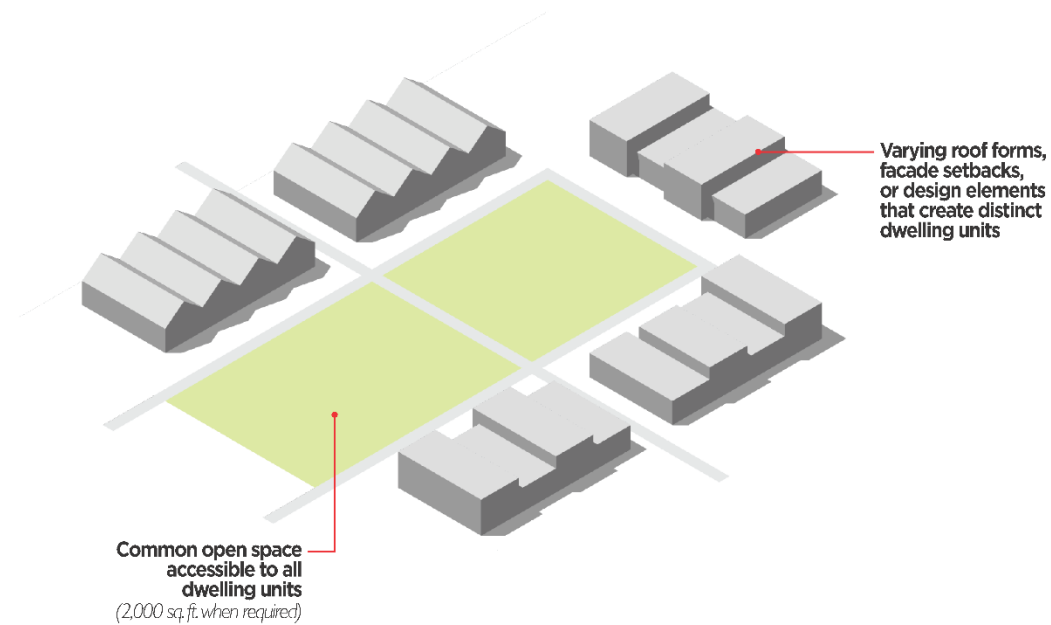 Varying roof forms,
facade setbacks,
or design elements
that create distinct
dwelling units
Common open space
accessible to all
dwelling units
(2,000 sq. ft. when required)